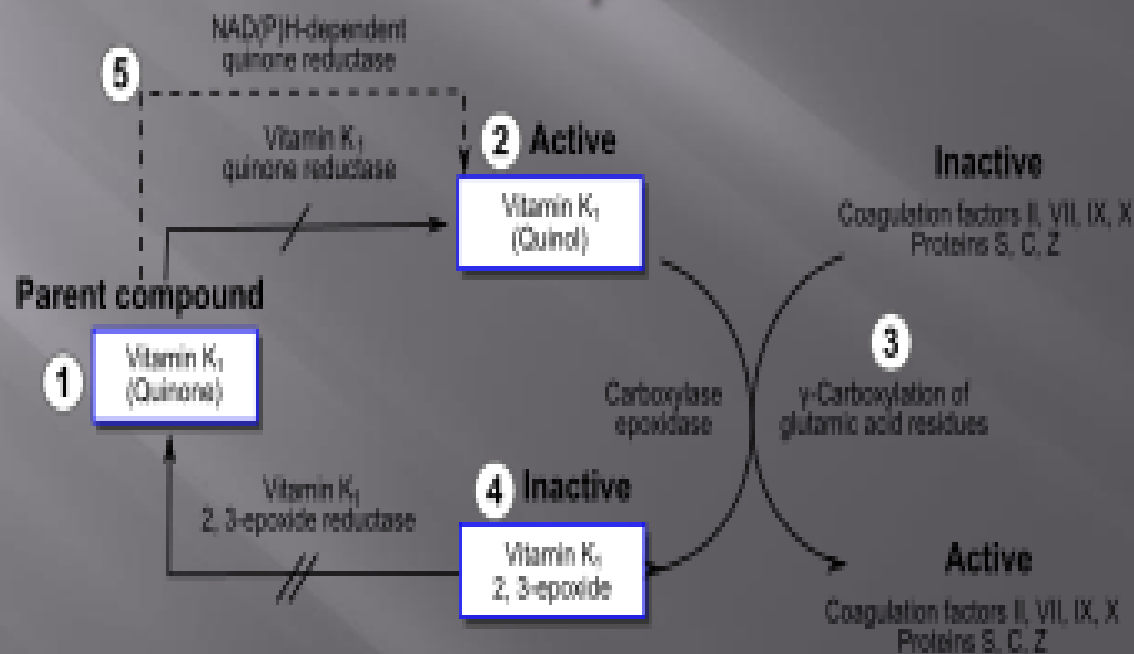 NAD(P)H-dependent
quinone reductase
5
Vitamin K₁
quinone reductase
2 Active
Vitamin K₁
(Quinol)
Inactive
Coagulation factors II, VII, IX, X
Proteins S, C, Z
Parent compound
1
Vitamin K₁
(Quinone)
3
Carboxylase
epoxidase
γ-Carboxylation of
glutamic acid residues
Vitamin K₁
2, 3-epoxide reductase
4 Inactive
Vitamin K₁
2, 3-epoxide
Active
Coagulation factors II, VII, IX, X
Proteins S, C, Z